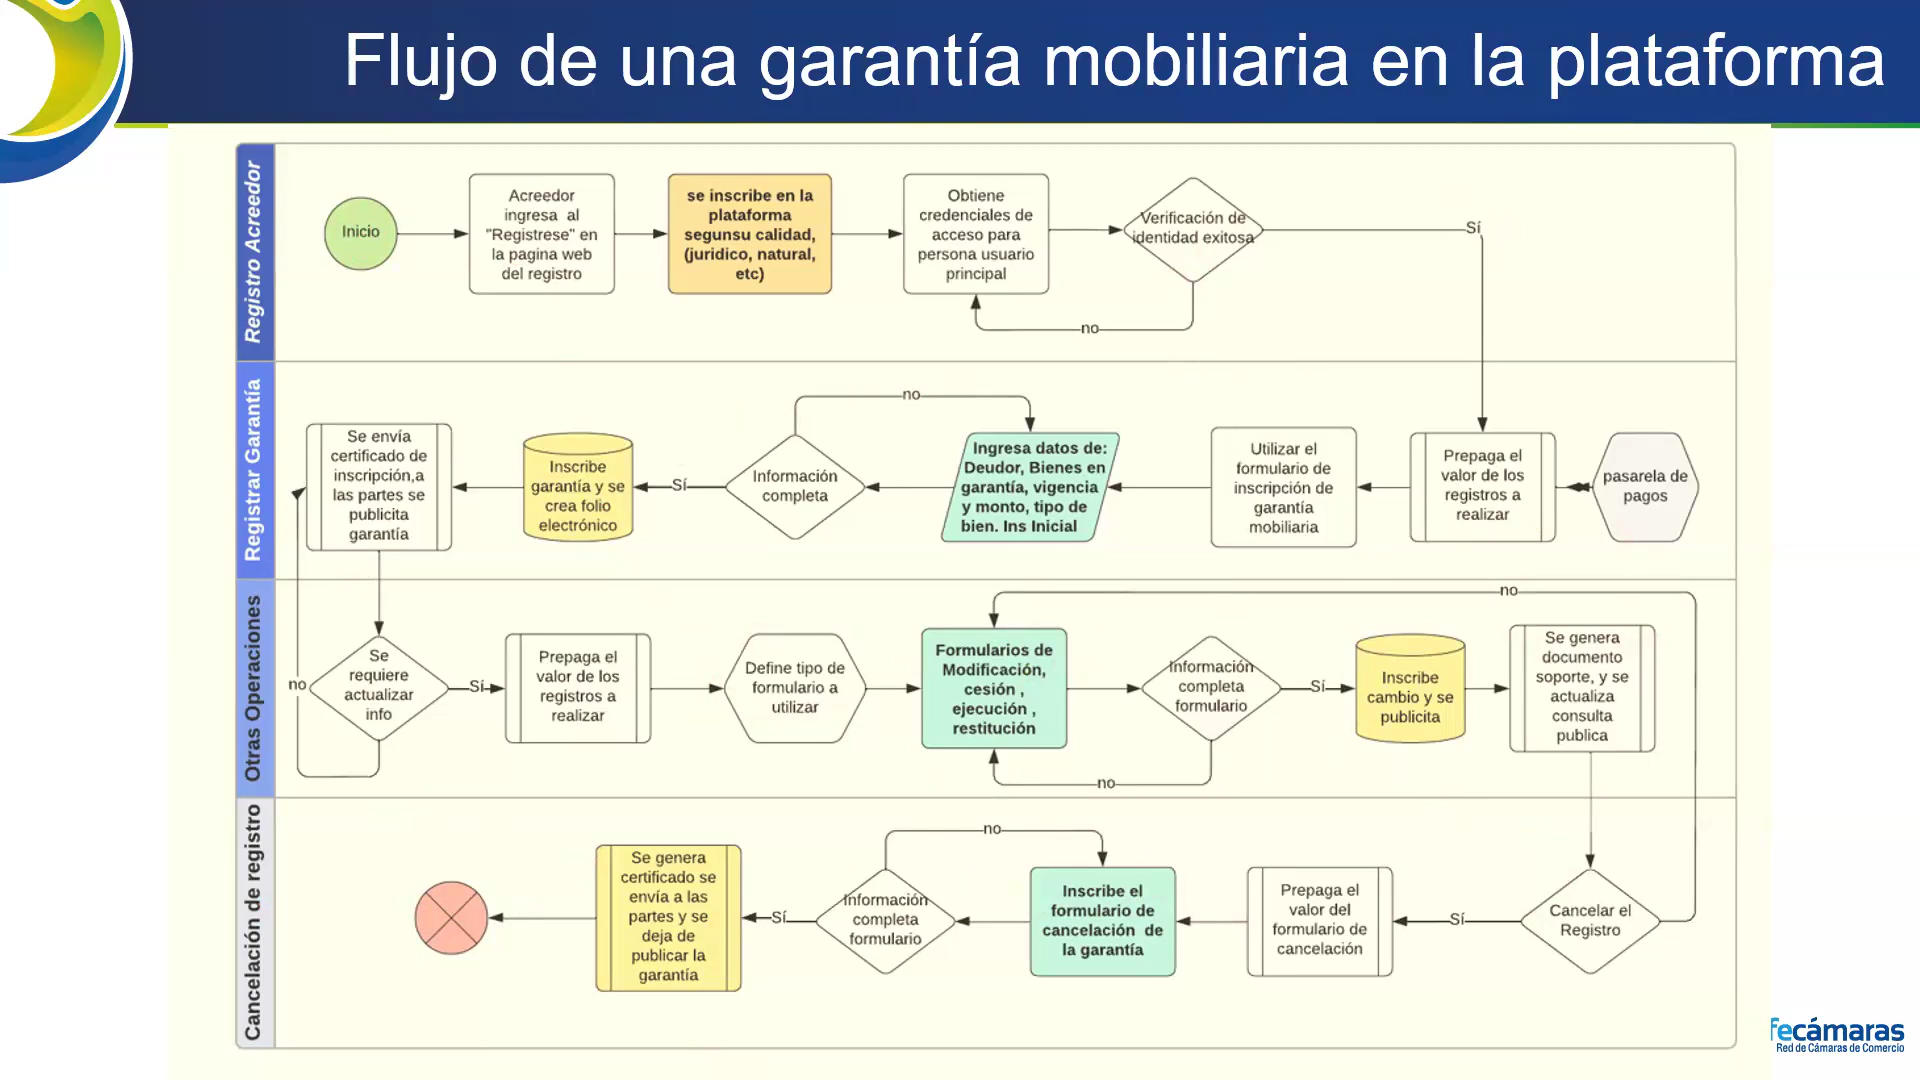 Flujo de una garantía mobiliaria en la plataforma
Registro Acreedor
Inicio
Acreedor
ingresa al
"Registrese" en
la pagina web
del registro
se inscribe en la
plataforma
segunsu calidad,
(juridico, natural,
etc)
Obtiene
credenciales de
acceso para
persona usuario
principal
Verificación de
identidad exitosa
Sí
no
Registrar Garantía
Se envía
certificado de
inscripción,a
las partes se
publicita
garantía
Inscribe
garantía y se
crea folio
electrónico
Sí
Información
completa
no
Ingresa datos de:
Deudor, Bienes en
garantía, vigencia
y monto, tipo de
bien. Ins Inicial
Utilizar el
formulario de
inscripción de
garantía
mobiliaria
Prepaga el
valor de los
registros a
realizar
pasarela de
pagos
Otras Operaciones
no
Se
requiere
actualizar
info
Sí
Prepaga el
valor de los
registros a
realizar
Define tipo de
formulario a
utilizar
Formularios de
Modificación,
cesión ,
ejecución ,
restitución
no
Información
completa
formulario
Sí
Inscribe
cambio y se
publicita
Se genera
documento
soporte, y se
actualiza
consulta
publica
no
Cancelación de registro
Se genera
certificado se
envía a las
partes y se
deja de
publicar la
garantía
Sí
Información
completa
formulario
no
Inscribe el
formulario de
cancelación de
la garantía
Prepaga el
valor del
formulario de
cancelación
Sí
Cancelar el
Registro
fecámaras
Red de Cámaras de Comercio